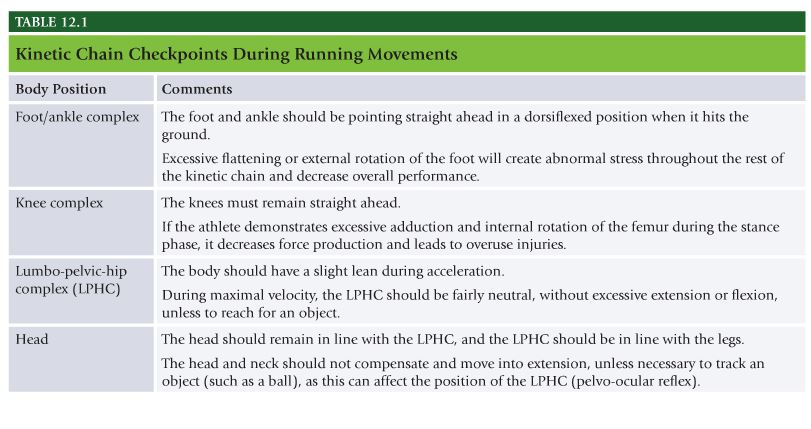 TABLE 12.1
Kinetic Chain Checkpoints During Running Movements
Body Position Comments
Foot/ankle complex The foot and ankle should be pointing straight ahead in a dorsiflexed position when it hits the
ground.
Excessive flattening or external rotation of the foot will create abnormal stress throughout the rest of
the kinetic chain and decrease overall performance.
Knee complex The knees must remain straight ahead.
If the athlete demonstrates excessive adduction and internal rotation of the femur during the stance
phase, it decreases force production and leads to overuse injuries.
Lumbo-pelvic-hip The body should have a slight lean during acceleration.
complex (LPHC) During maximal velocity, the LPHC should be fairly neutral, without excessive extension or flexion,
unless to reach for an object.
Head The head should remain in line with the LPHC, and the LPHC should be in line with the legs.
The head and neck should not compensate and move into extension, unless necessary to track an
object (such as a ball), as this can affect the position of the LPHC (pelvo-ocular reflex).